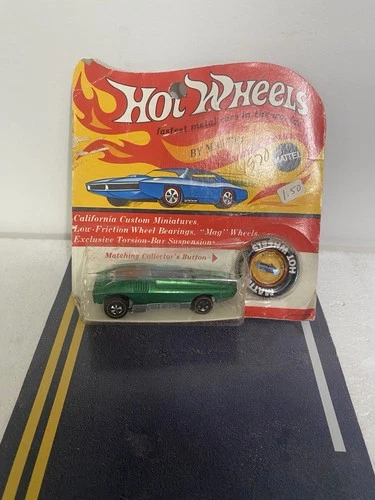 HOT WHEELS
fastest metal cars in the world
BY MATTEL
MATTEL
1.50
California Custom Miniatures.
Low-Friction Wheel Bearings. "Mag" Wheels.
Exclusive Torsion-Bar Suspension.
Matching Collector's Button
HOT WHEELS
MATTEL